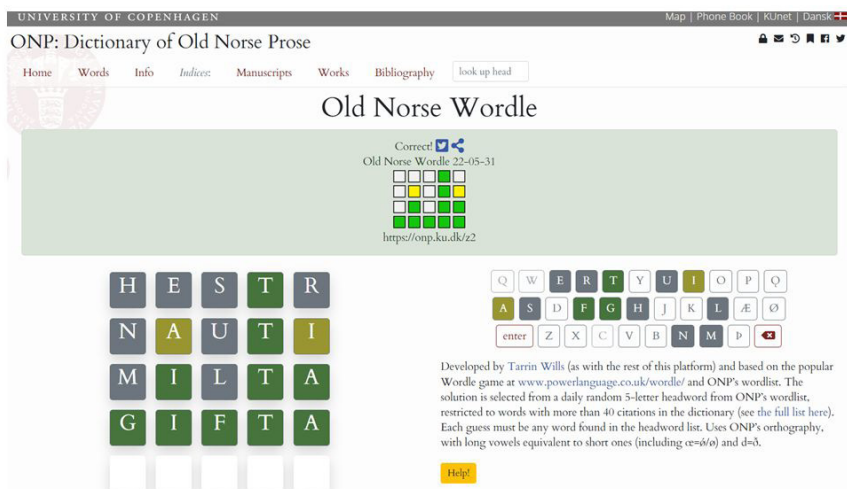 UNIVERSITY OF COPENHAGEN
Map | Phone Book | KUnet | Dansk
ONP: Dictionary of Old Norse Prose
Home Words Info Indices: Manuscripts Works Bibliography look up head
Old Norse Wordle
Correct!
Old Norse Wordle 22-05-31
https://onp.ku.dk/z2
H E S T R
N A U T I
M I L T A
G I F T A
Q W E R T Y U I O P Ǫ
A S D F G H J K L Æ Ø
enter Z X C V B N M Þ
Developed by Tarrin Wills (as with the rest of this platform) and based on the popular
Wordle game at www.powerlanguage.co.uk/wordle/ and ONP's wordlist. The
solution is selected from a daily random 5-letter headword from ONP's wordlist,
restricted to words with more than 40 citations in the dictionary (see the full list here).
Each guess must be any word found in the headword list. Uses ONP's orthography,
with long vowels equivalent to short ones (including œ=ǿ/ø) and d=ð.
Help!